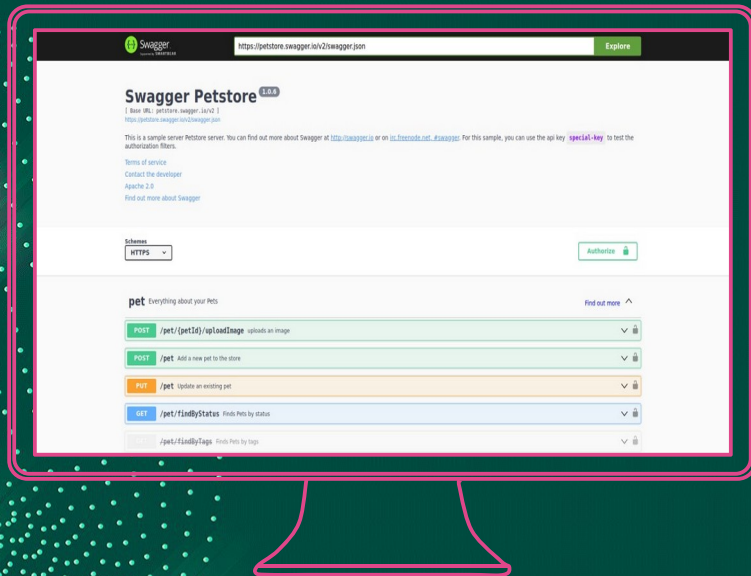 Swagger
Supported by SMARTBEAR
https://petstore.swagger.io/v2/swagger.json
Explore
Swagger Petstore 1.0.6
[ Base URL: petstore.swagger.io/v2 ]
https://petstore.swagger.io/v2/swagger.json
This is a sample server Petstore server. You can find out more about Swagger at http://swagger.io or on irc.freenode.net, #swagger. For this sample, you can use the api key special-key to test the
authorization filters.
Terms of service
Contact the developer
Apache 2.0
Find out more about Swagger
Schemes
HTTPS
Authorize
pet Everything about your Pets
Find out more
POST /pet/{petId}/uploadImage uploads an image
POST /pet Add a new pet to the store
PUT /pet Update an existing pet
GET /pet/findByStatus Finds Pets by status
/pet/findByTags Finds Pets by tags